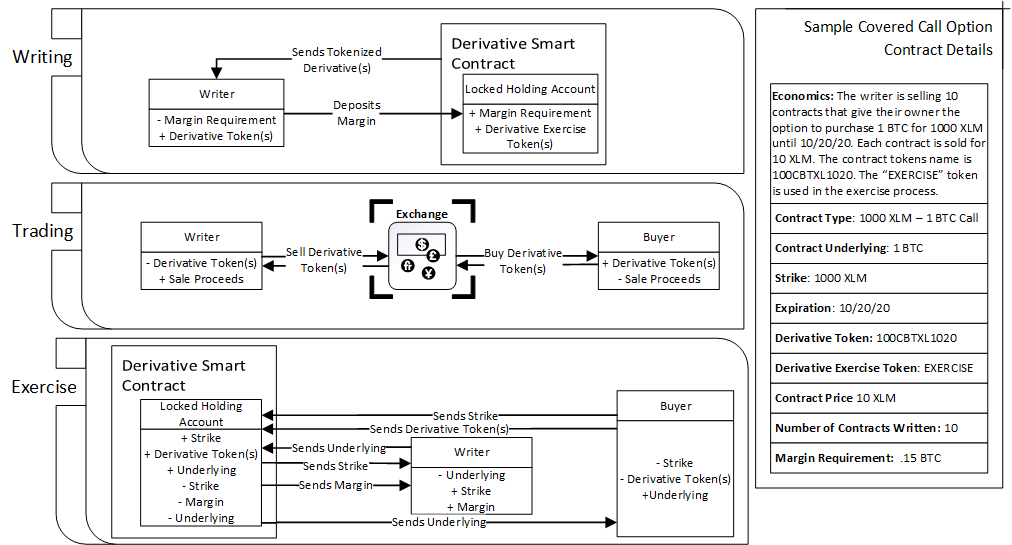 Writing
Sends Tokenized
Derivative(s)
Writer
- Margin Requirement
+ Derivative Token(s)
Deposits
Margin
Derivative Smart
Contract
Locked Holding Account
+ Margin Requirement
+ Derivative Exercise
Token(s)
Trading
Writer
- Derivative Token(s)
+ Sale Proceeds
Sell Derivative
Token(s)
Exchange
$
£
¥
Buy Derivative
Token(s)
Buyer
+ Derivative Token(s)
- Sale Proceeds
Exercise
Derivative Smart
Contract
Locked Holding
Account
+ Strike
+ Derivative Token(s)
+ Underlying
- Strike
- Margin
- Underlying
Sends Strike
Sends Derivative Token(s)
Sends Underlying
Sends Strike
Sends Margin
Sends Underlying
Writer
- Underlying
+ Strike
+ Margin
Buyer
- Strike
- Derivative Token(s)
+Underlying
Sample Covered Call Option
Contract Details
Economics: The writer is selling 10
contracts that give their owner the
option to purchase 1 BTC for 1000 XLM
until 10/20/20. Each contract is sold for
10 XLM. The contract tokens name is
100CBTXL1020. The “EXERCISE” token
is used in the exercise process.
Contract Type: 1000 XLM – 1 BTC Call
Contract Underlying: 1 BTC
Strike: 1000 XLM
Expiration: 10/20/20
Derivative Token: 100CBTXL1020
Derivative Exercise Token: EXERCISE
Contract Price 10 XLM
Number of Contracts Written: 10
Margin Requirement: .15 BTC